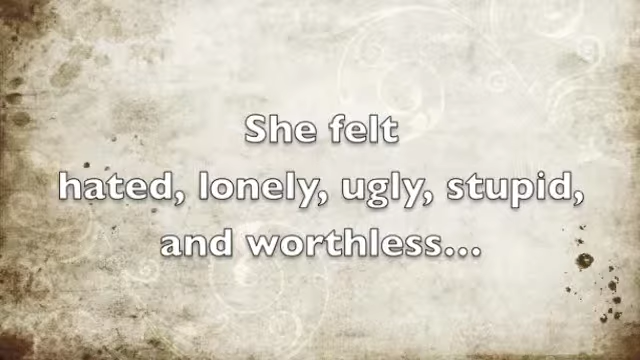 She felt
hated, lonely, ugly, stupid,
and worthless...